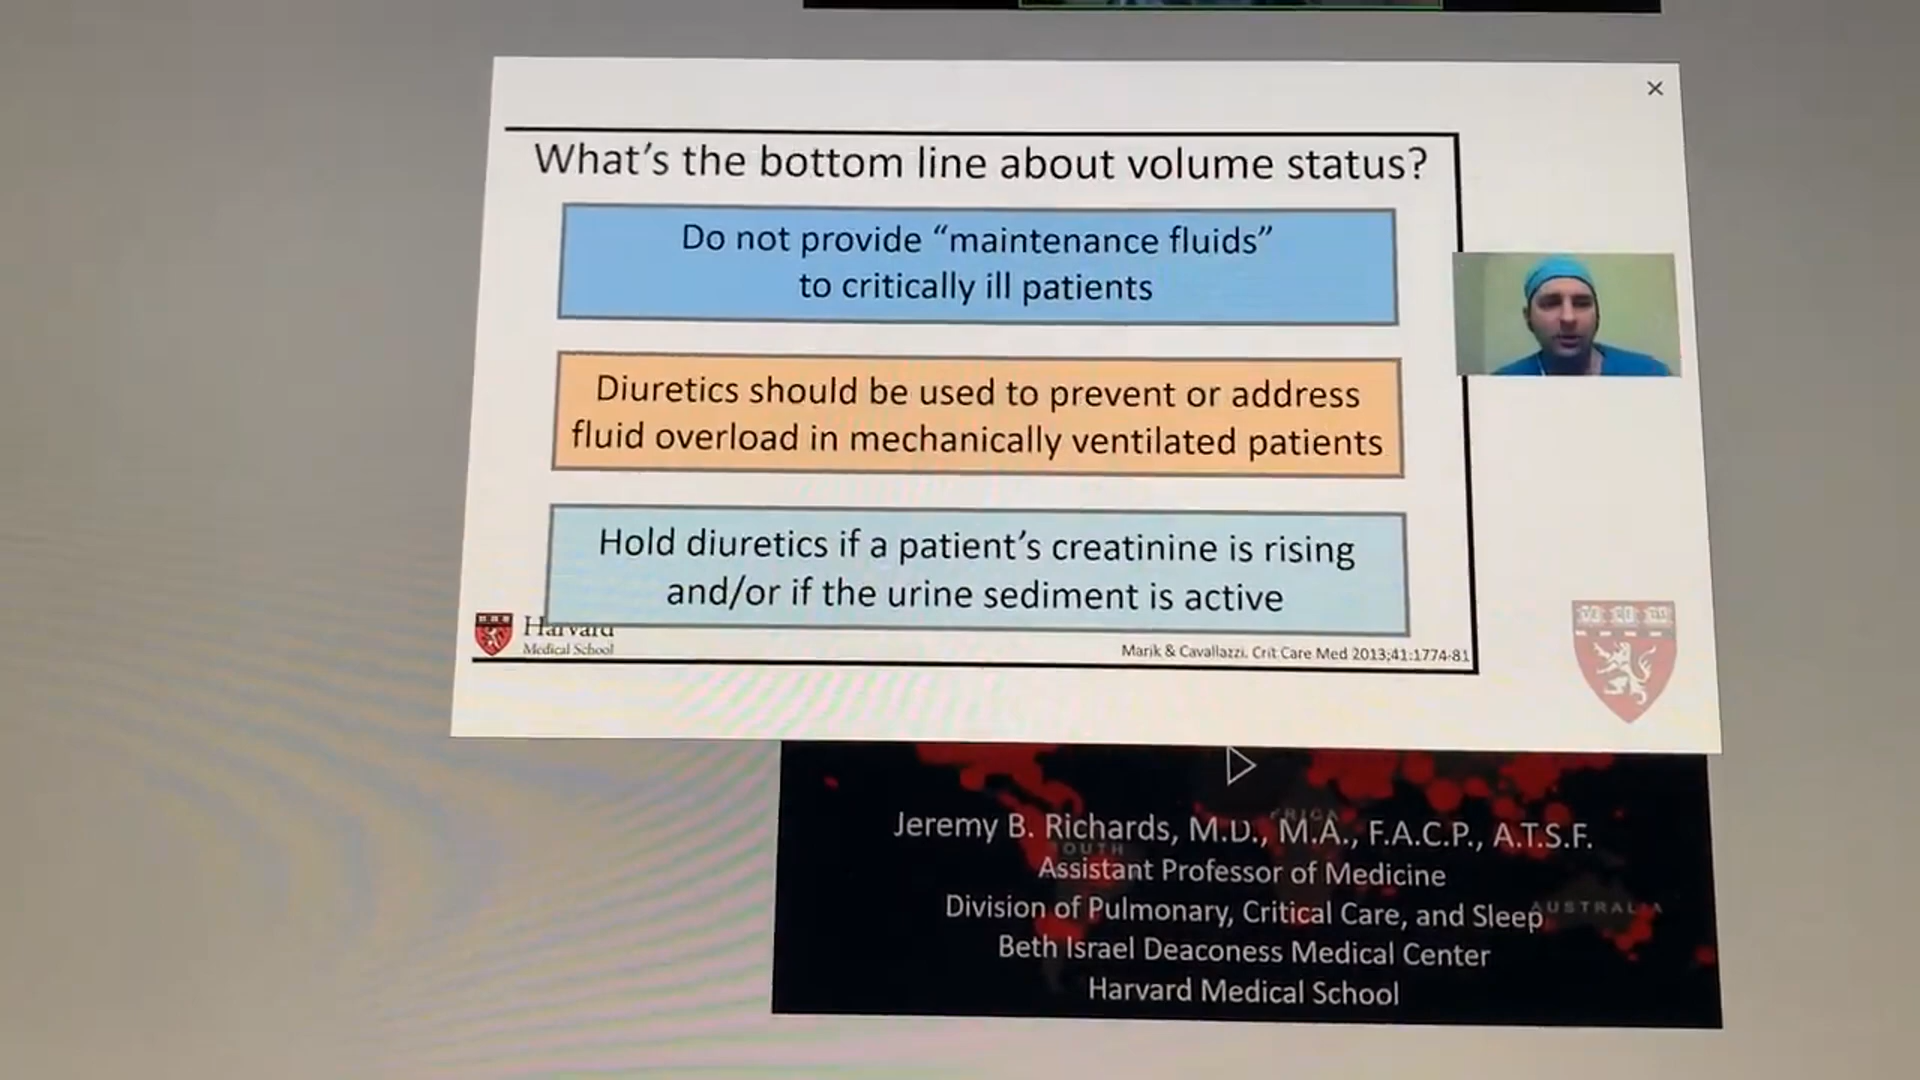 What's the bottom line about volume status?
Do not provide “maintenance fluids”
to critically ill patients
Diuretics should be used to prevent or address
fluid overload in mechanically ventilated patients
Hold diuretics if a patient's creatinine is rising
and/or if the urine sediment is active
Harvard
Medical School
Marik & Cavallazzi. Crit Care Med 2013;41:1774-81
Jeremy B. Richards, M.D., M.A., F.A.C.P., A.T.S.F.
Assistant Professor of Medicine
Division of Pulmonary, Critical Care, and Sleep
AUSTRALIA
Beth Israel Deaconess Medical Center
Harvard Medical School